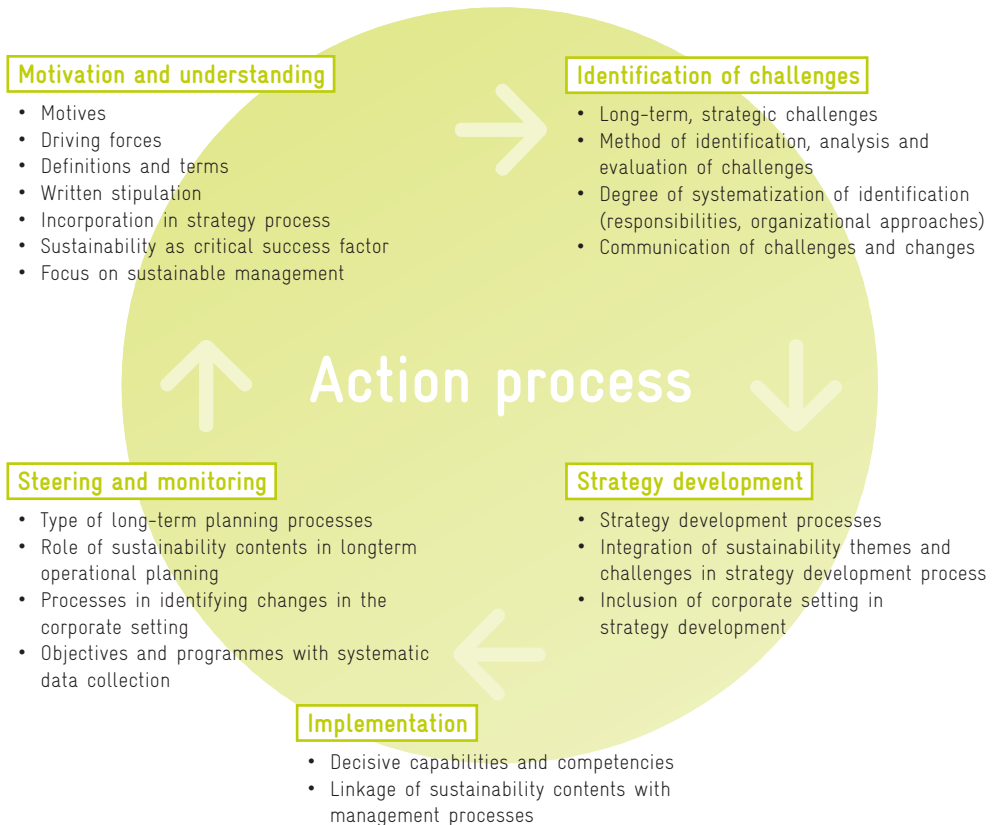 Motivation and understanding
• Motives
• Driving forces
• Definitions and terms
• Written stipulation
• Incorporation in strategy process
• Sustainability as critical success factor
• Focus on sustainable management
Identification of challenges
• Long-term, strategic challenges
• Method of identification, analysis and
evaluation of challenges
• Degree of systematization of identification
(responsibilities, organizational approaches)
• Communication of challenges and changes
Action process
Steering and monitoring
• Type of long-term planning processes
• Role of sustainability contents in longterm
operational planning
• Processes in identifying changes in the
corporate setting
• Objectives and programmes with systematic
data collection
Strategy development
• Strategy development processes
• Integration of sustainability themes and
challenges in strategy development process
• Inclusion of corporate setting in
strategy development
Implementation
• Decisive capabilities and competencies
• Linkage of sustainability contents with
management processes